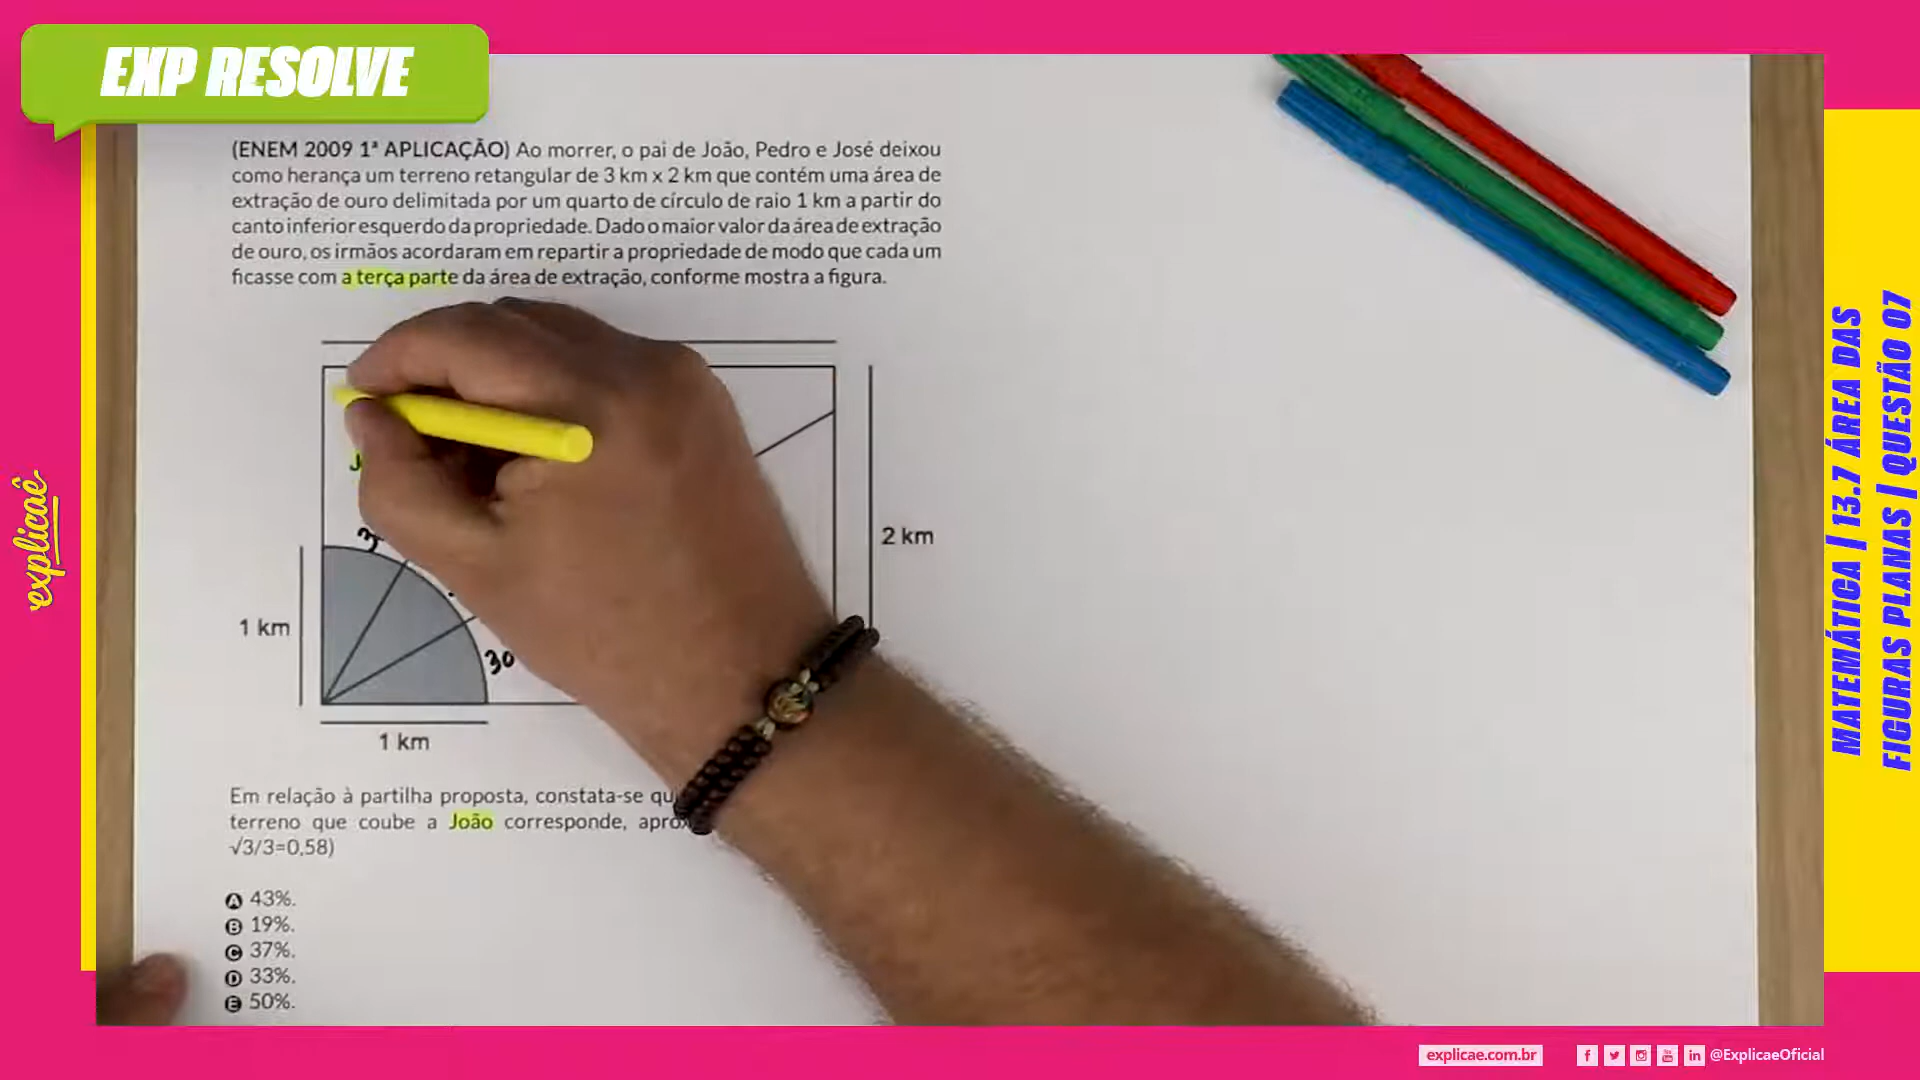 EXP RESOLVE
(ENEM 2009 1ª APLICAÇÃO) Ao morrer, o pai de João, Pedro e José deixou
como herança um terreno retangular de 3 km x 2 km que contém uma área de
extração de ouro delimitada por um quarto de círculo de raio 1 km a partir do
canto inferior esquerdo da propriedade. Dado o maior valor da área de extração
de ouro, os irmãos acordaram em repartir a propriedade de modo que cada um
ficasse com a terça parte da área de extração, conforme mostra a figura.
2 km
1 km
30
1 km
Em relação à partilha proposta, constata-se
terreno que coube a João corresponde,
√3/3=0,58)
A 43%.
B 19%.
C 37%.
D 33%.
E 50%.
explicaê
MATEMÁTICA | 13.7 ÁREA DAS
FIGURAS PLANAS | QUESTÃO 07
explicae.com.br
@ExplicaeOficial